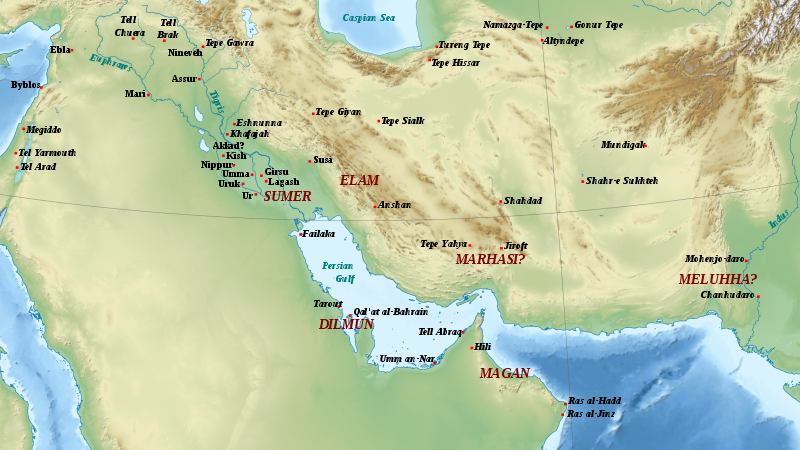 Caspian Sea
Namazga-Tepe
Gonur Tepe
Altyndepe
Tell
Chuera
Tell
Brak
Tepe Gawra
Nineveh
Ebla
Tureng Tepe
Tepe Hissar
Euphrates
Assur
Byblos
Mari
Tigris
Tepe Giyan
Tepe Sialk
Eshnunna
Khafajah
Megiddo
Akkad?
Mundigak
Tel Yarmouth
Kish
Susa
Tel Arad
Nippur
Umma
Girsu
Lagash
Uruk
ELAM
Shahr-e Sukhteh
Ur
SUMER
Anshan
Shahdad
Indus
Failaka
Tepe Yahya
Jiroft
MARHASI?
Mohenjo-daro
Persian
Gulf
MELUHHA?
Chanhudaro
Tarout
Qal'at al-Bahrain
DILMUN
Tell Abraq
Hili
Umm an-Nar
MAGAN
Ras al-Hadd
Ras al-Jinz